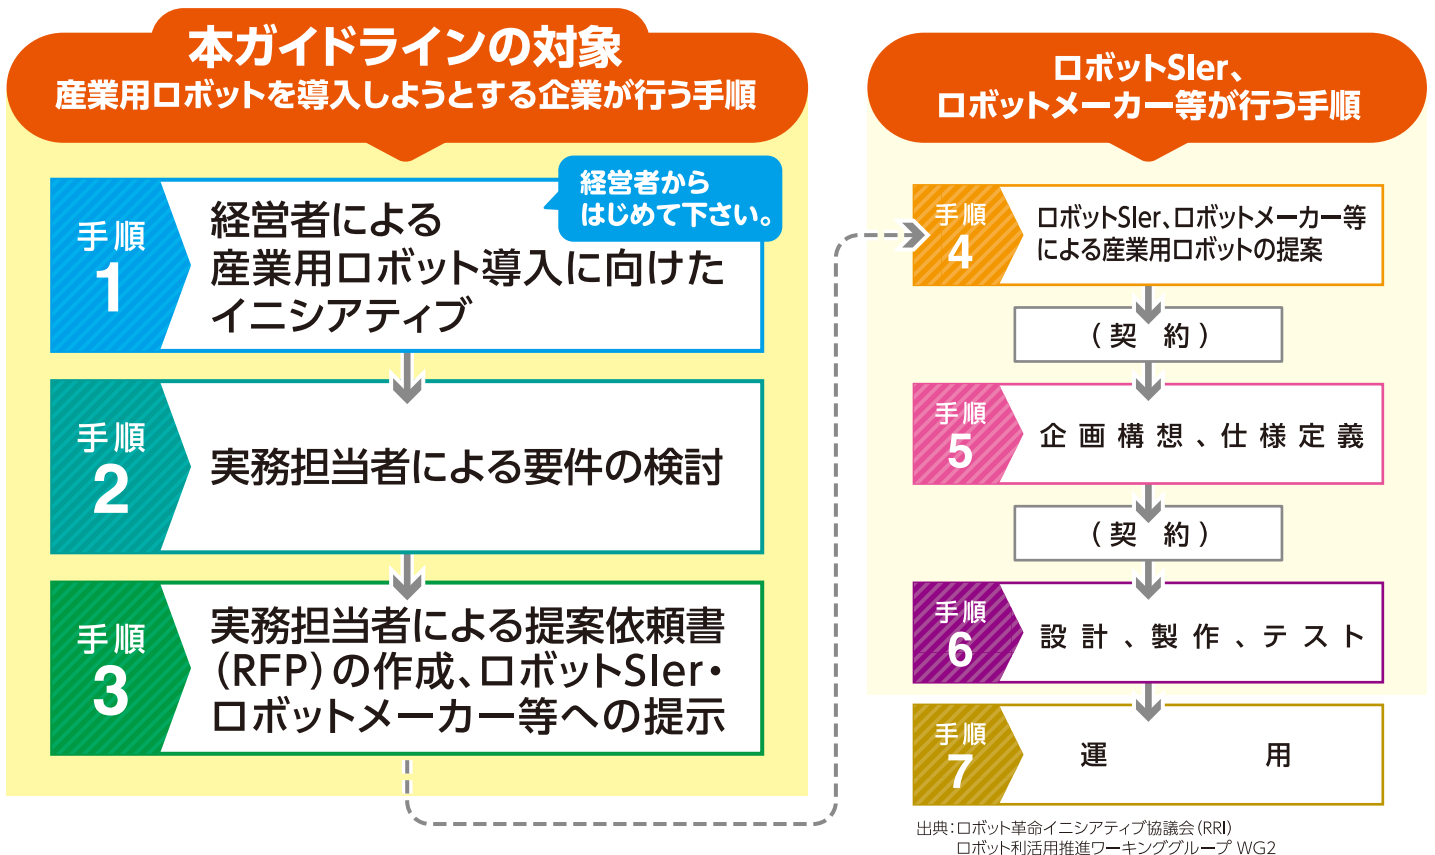 本ガイドラインの対象
産業用ロボットを導入しようとする企業が行う手順
手順
1
経営者による
産業用ロボット導入に向けた
イニシアティブ
経営者から
はじめて下さい。
手順
2
実務担当者による要件の検討
手順
3
実務担当者による提案依頼書
（RFP）の作成、ロボットSIer・
ロボットメーカー等への提示
ロボットSIer、
ロボットメーカー等が行う手順
手順
4
ロボットSIer、ロボットメーカー等
による産業用ロボットの提案
（契　約）
手順
5
企画構想、仕様定義
（契　約）
手順
6
設計、製作、テスト
手順
7
運　用
出典：ロボット革命イニシアティブ協議会（RRI）
ロボット利活用推進ワーキンググループ WG2